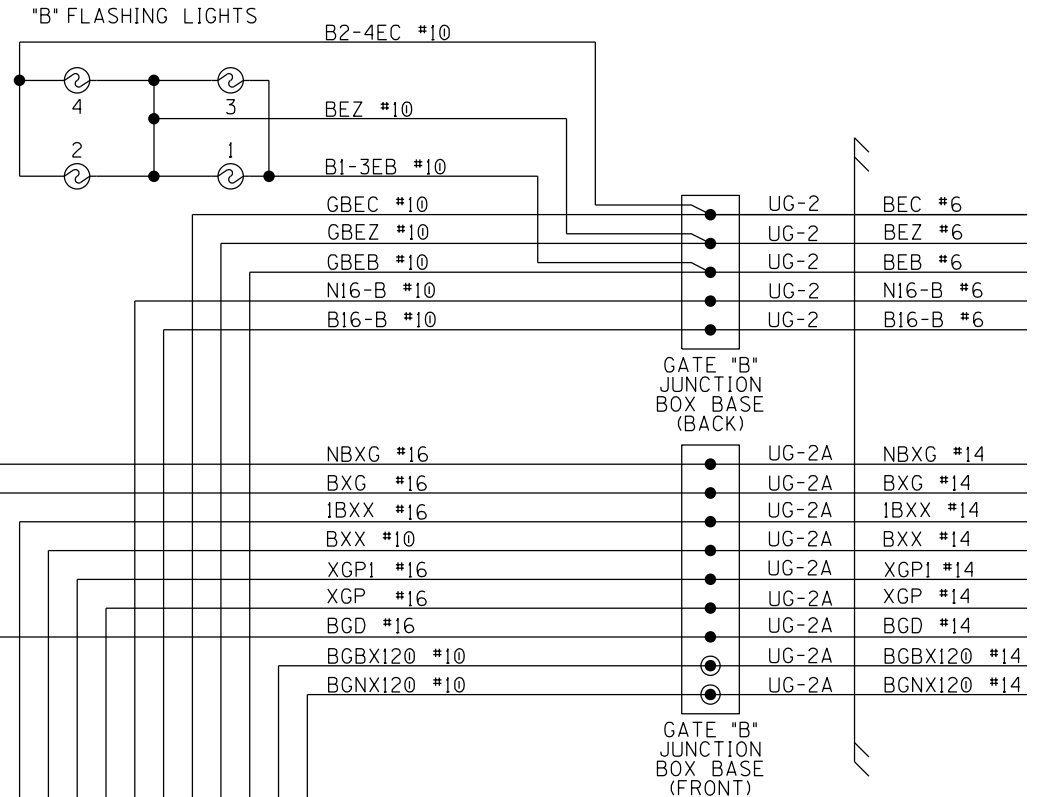 "B" FLASHING LIGHTS
B2-4EC #10
4
3
BEZ #10
2
1
B1-3EB #10
GBEC #10 UG-2 BEC #6
GBEZ #10 UG-2 BEZ #6
GBEB #10 UG-2 BEB #6
N16-B #10 UG-2 N16-B #6
B16-B #10 UG-2 B16-B #6
GATE "B"
JUNCTION
BOX BASE
(BACK)
NBXG #16 UG-2A NBXG #14
BXG #16 UG-2A BXG #14
1BXX #16 UG-2A 1BXX #14
BXX #10 UG-2A BXX #14
XGP1 #16 UG-2A XGP1 #14
XGP #16 UG-2A XGP #14
BGD #16 UG-2A BGD #14
BGBX120 #10 UG-2A BGBX120 #14
BGNX120 #10 UG-2A BGNX120 #14
GATE "B"
JUNCTION
BOX BASE
(FRONT)